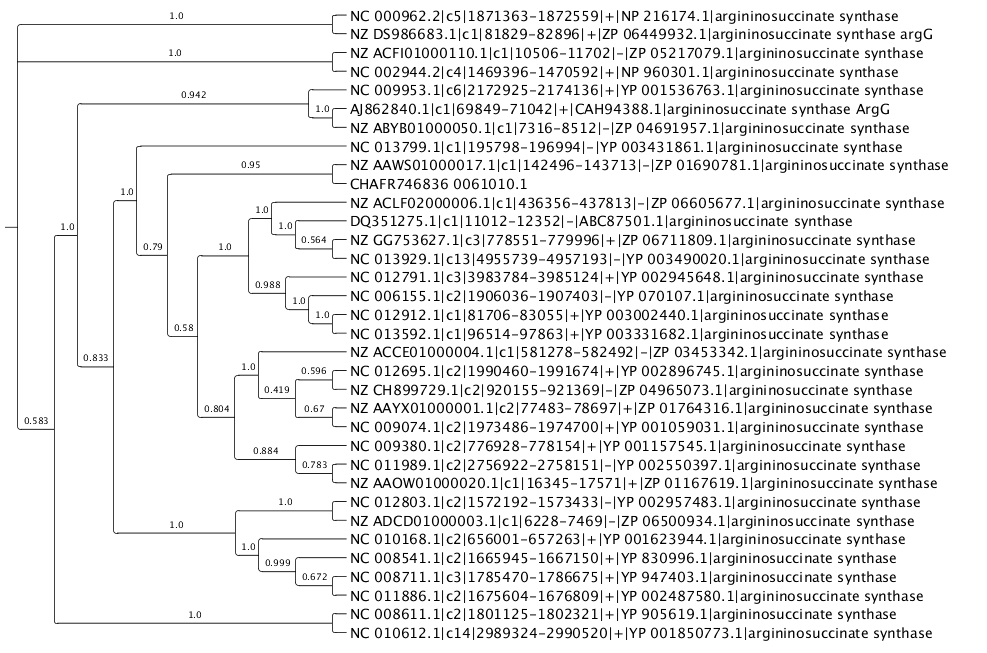 1.0
NC 000962.2|c5|1871363-1872559|+|NP 216174.1|argininosuccinate synthase
NZ DS986683.1|c1|81829-82896|+|ZP 06449932.1|argininosuccinate synthase argG
1.0
NZ ACFI01000110.1|c1|10506-11702|-|ZP 05217079.1|argininosuccinate synthase
NC 002944.2|c4|1469396-1470592|+|NP 960301.1|argininosuccinate synthase
0.942
NC 009953.1|c6|2172925-2174136|+|YP 001536763.1|argininosuccinate synthase
1.0
AJ862840.1|c1|69849-71042|+|CAH94388.1|argininosuccinate synthase ArgG
NZ ABYB01000050.1|c1|7316-8512|-|ZP 04691957.1|argininosuccinate synthase
NC 013799.1|c1|195798-196994|-|YP 003431861.1|argininosuccinate synthase
0.95
NZ AAWS01000017.1|c1|142496-143713|-|ZP 01690781.1|argininosuccinate synthase
CHAFR746836 0061010.1
1.0
NZ ACLF02000006.1|c1|436356-437813|-|ZP 06605677.1|argininosuccinate synthase
1.0
1.0
DQ351275.1|c1|11012-12352|-|ABC87501.1|argininosuccinate synthase
1.0
0.564
NZ GG753627.1|c3|778551-779996|+|ZP 06711809.1|argininosuccinate synthase
0.79
1.0
NC 013929.1|c13|4955739-4957193|-|YP 003490020.1|argininosuccinate synthase
0.988
NC 012791.1|c3|3983784-3985124|+|YP 002945648.1|argininosuccinate synthase
1.0
NC 006155.1|c2|1906036-1907403|-|YP 070107.1|argininosuccinate synthase
1.0
NC 012912.1|c1|81706-83055|+|YP 003002440.1|argininosuccinate synthase
0.58
NC 013592.1|c1|96514-97863|+|YP 003331682.1|argininosuccinate synthase
0.833
1.0
NZ ACCE01000004.1|c1|581278-582492|-|ZP 03453342.1|argininosuccinate synthase
0.596
NC 012695.1|c2|1990460-1991674|+|YP 002896745.1|argininosuccinate synthase
0.419
NZ CH899729.1|c2|920155-921369|-|ZP 04965073.1|argininosuccinate synthase
0.583
0.804
0.67
NZ AAYX01000001.1|c2|77483-78697|+|ZP 01764316.1|argininosuccinate synthase
NC 009074.1|c2|1973486-1974700|+|YP 001059031.1|argininosuccinate synthase
0.884
NC 009380.1|c2|776928-778154|+|YP 001157545.1|argininosuccinate synthase
0.783
NC 011989.1|c2|2756922-2758151|-|YP 002550397.1|argininosuccinate synthase
NZ AAOW01000020.1|c1|16345-17571|+|ZP 01167619.1|argininosuccinate synthase
1.0
NC 012803.1|c2|1572192-1573433|-|YP 002957483.1|argininosuccinate synthase
1.0
NZ ADCD01000003.1|c1|6228-7469|-|ZP 06500934.1|argininosuccinate synthase
1.0
NC 010168.1|c2|656001-657263|+|YP 001623944.1|argininosuccinate synthase
0.999
NC 008541.1|c2|1665945-1667150|+|YP 830996.1|argininosuccinate synthase
0.672
NC 008711.1|c3|1785470-1786675|+|YP 947403.1|argininosuccinate synthase
NC 011886.1|c2|1675604-1676809|+|YP 002487580.1|argininosuccinate synthase
1.0
NC 008611.1|c2|1801125-1802321|+|YP 905619.1|argininosuccinate synthase
NC 010612.1|c14|2989324-2990520|+|YP 001850773.1|argininosuccinate synthase